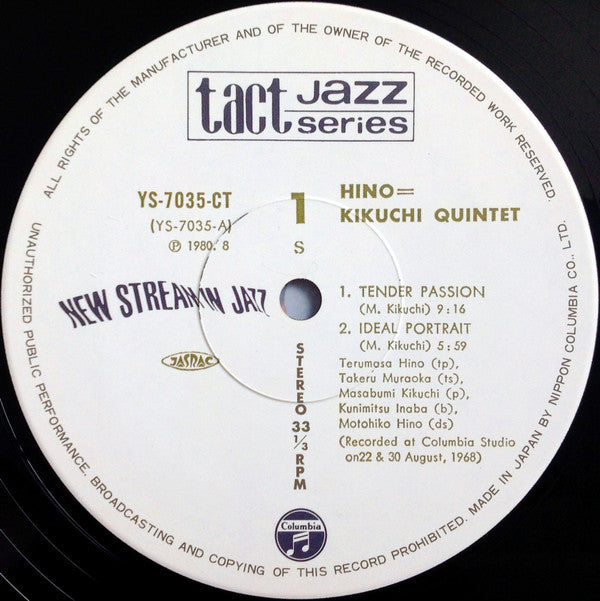 ALL RIGHTS OF THE MANUFACTURER AND OF THE OWNER OF THE RECORDED WORK RESERVED.
UNAUTHORIZED PUBLIC PERFORMANCE, BROADCASTING AND COPYING OF THIS RECORD PROHIBITED. MADE IN JAPAN BY NIPPON COLUMBIA CO., LTD.
tact JAZZ series
YS-7035-CT
(YS-7035-A)
Ⓟ 1980. 8
1
S
HINO=
KIKUCHI QUINTET
NEW STREAM IN JAZZ
JASRAC
STEREO 33 1/3 RPM
1. TENDER PASSION
(M. Kikuchi) 9:16
2. IDEAL PORTRAIT
(M. Kikuchi) 5:59
Terumasa Hino (tp),
Takeru Muraoka (ts),
Masabumi Kikuchi (p),
Kunimitsu Inaba (b),
Motohiko Hino (ds)
(Recorded at Columbia Studio
on22 & 30 August, 1968)
Columbia